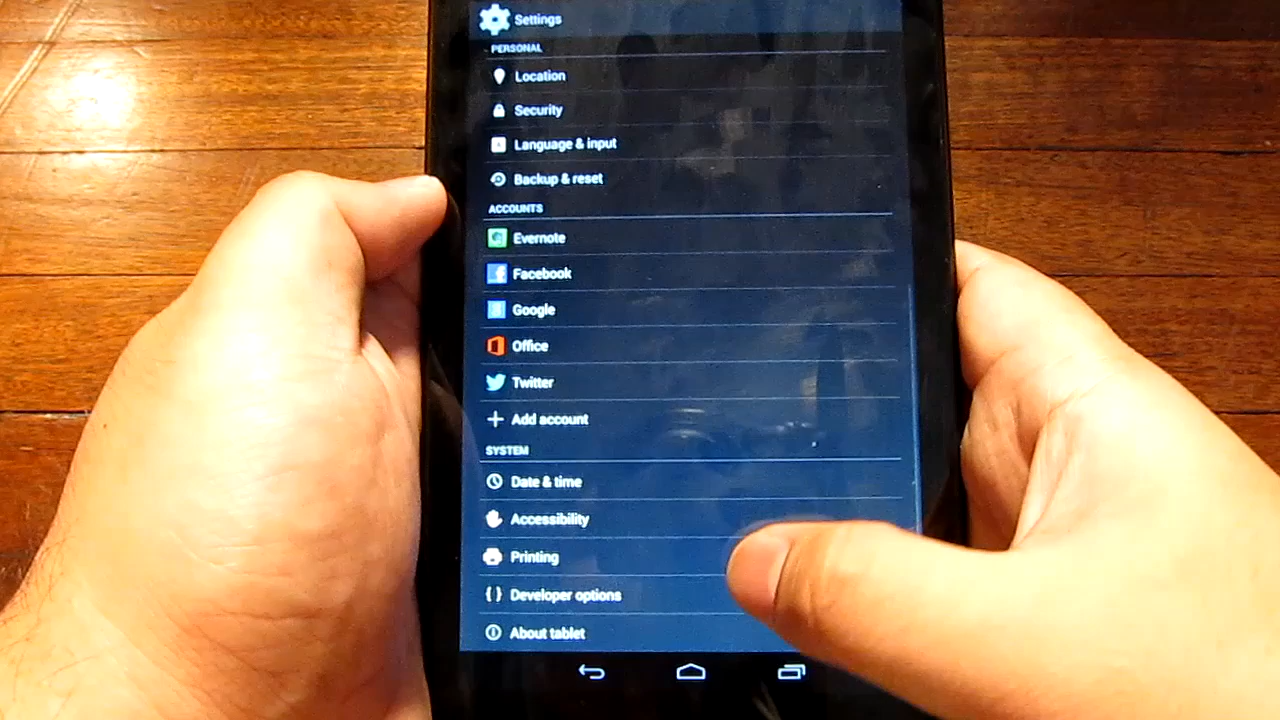 Settings
PERSONAL
Location
Security
Language & input
Backup & reset
ACCOUNTS
Evernote
Facebook
Google
Office
Twitter
Add account
SYSTEM
Date & time
Accessibility
Printing
{ } Developer options
About tablet